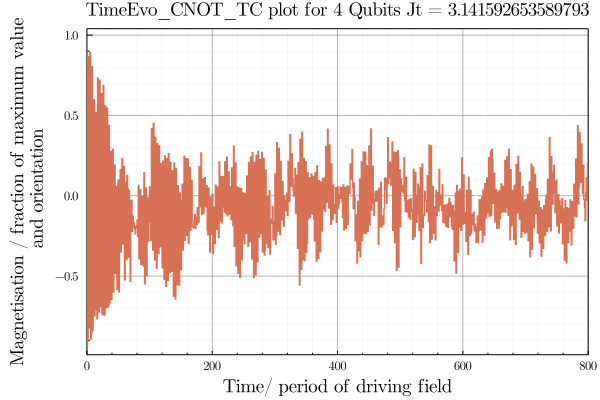 TimeEvo_CNOT_TC plot for 4 Qubits Jt = 3.141592653589793
Magnetisation / fraction of maximum value
and orientation
1.0
0.5
0.0
−0.5
0
200
400
600
800
Time/ period of driving field